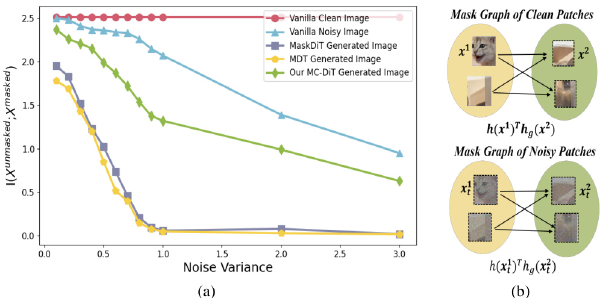 Vanilla Clean Image
Vanilla Noisy Image
MaskDiT Generated Image
MDT Generated Image
Our MC-DiT Generated Image
I(X^unmasked; X^masked)
2.5
2.0
1.5
1.0
0.5
0.0
0.0 0.5 1.0 1.5 2.0 2.5 3.0
Noise Variance
(a)
Mask Graph of Clean Patches
x^1 x^2
h(x^1)^T h_g(x^2)
Mask Graph of Noisy Patches
x_t^1 x_t^2
h(x_t^1)^T h_g(x_t^2)
(b)